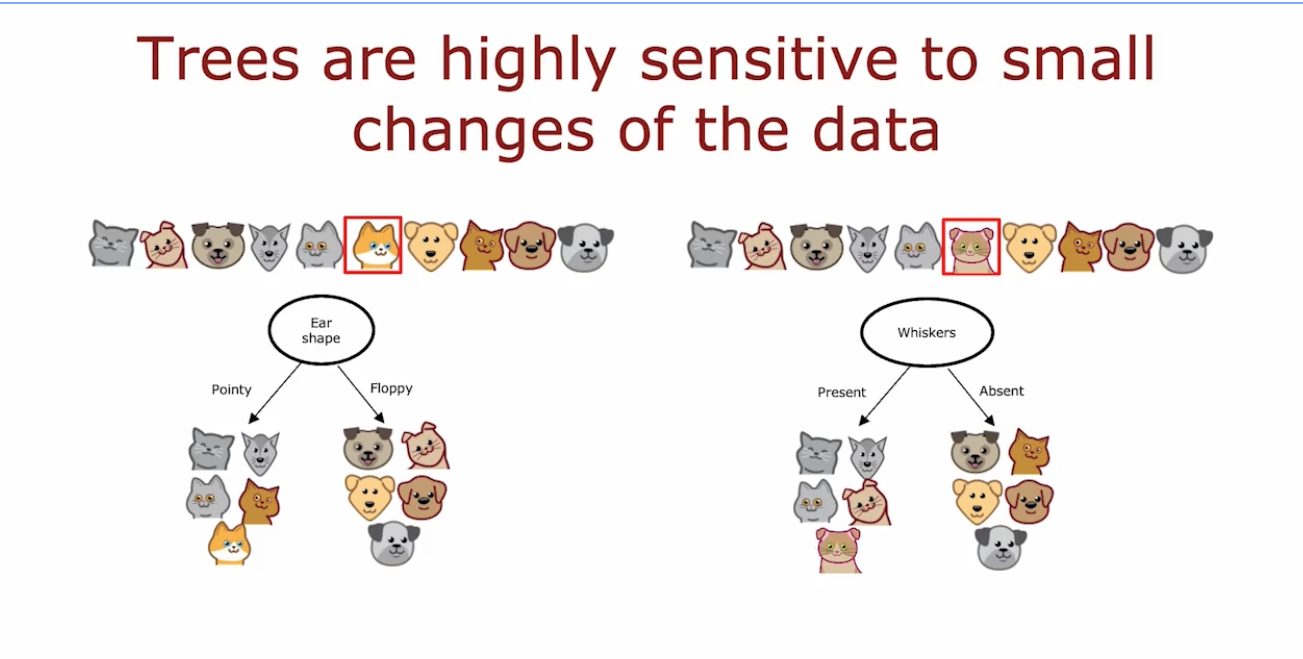 Trees are highly sensitive to small
changes of the data
Ear
shape
Pointy
Floppy
Whiskers
Present
Absent